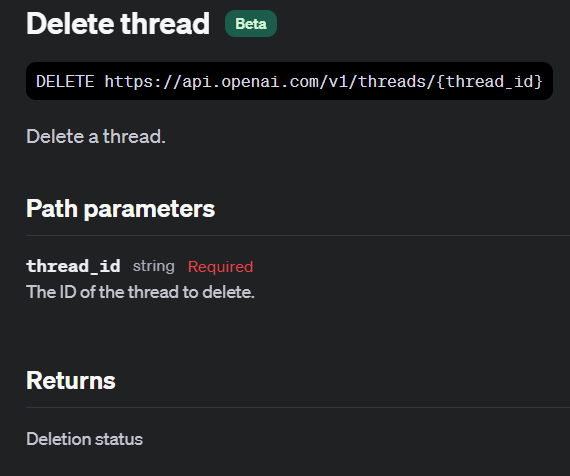 Delete thread Beta
DELETE https://api.openai.com/v1/threads/{thread_id}
Delete a thread.
Path parameters
thread_id string Required
The ID of the thread to delete.
Returns
Deletion status